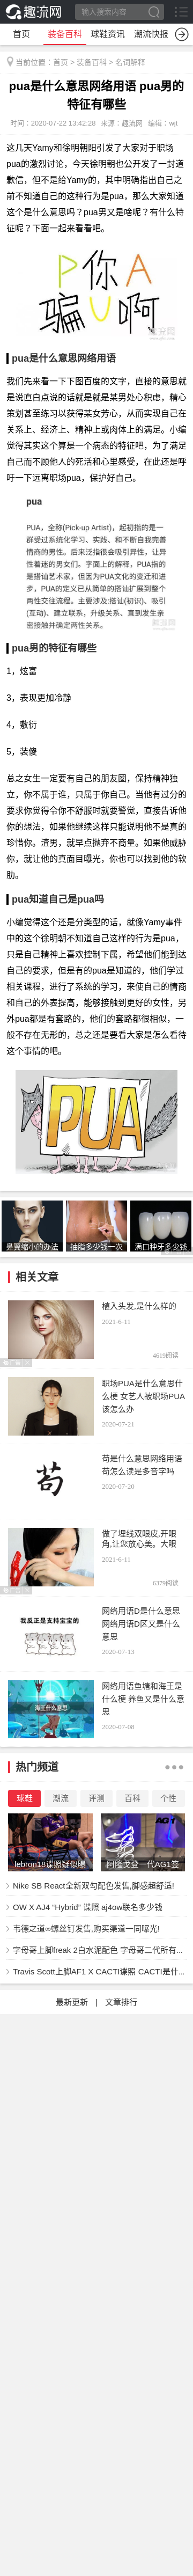 趣流网
输入搜索内容
首页 装备百科 球鞋资讯 潮流快报
当前位置：首页 > 装备百科 > 名词解释
pua是什么意思网络用语 pua男的
特征有哪些
时间：2020-07-22 13:42:28 来源：趣流网 编辑：wjt
这几天Yamy和徐明朝阳引发了大家对于职场
pua的激烈讨论，今天徐明朝也公开发了一封道
歉信，但不是给Yamy的，其中明确指出自己之
前不知道自己的这种行为是pua，那么大家知道
这个是什么意思吗？pua男又是啥呢？有什么特
征呢？下面一起来看看吧。
P你A
骗U啊
pua是什么意思网络用语
我们先来看一下下图百度的文字，直接的意思就
是说直白点说的话就是就是某男处心积虑，精心
策划甚至练习以获得某女芳心，从而实现自己在
关系上、经济上、精神上或肉体上的满足。小编
觉得其实这个算是一个病态的特征吧，为了满足
自己而不顾他人的死活和心里感受，在此还是呼
吁一下远离职场pua，保护好自己。
pua
PUA，全称(Pick-up Artist)，起初指的是一
群受过系统化学习、实践、和不断自我完善
情商的男性。后来泛指很会吸引异性，让异
性着迷的男女们。字面上的解释，PUA指的
是搭讪艺术家，但因为PUA文化的变迁和进
步，PUA的定义已从简单的搭讪扩展到整个
两性交往流程。主要涉及:搭讪(初识)、吸引
(互动)、建立联系，升级关系、直到发生亲
密接触并确定两性关系。
趣流网
pua男的特征有哪些
1，炫富
3，表现更加冷静
4，敷衍
5，装傻
总之女生一定要有自己的朋友圈，保持精神独
立，你不属于谁，只属于你自己。当他有过分的
要求你觉得令你不舒服时就要警觉，直接告诉他
你的想法，如果他继续这样只能说明他不是真的
珍惜你。渣男，就早点抛弃不商量。如果他威胁
你，就让他的真面目曝光，你也可以找到他的软
肋。
pua知道自己是pua吗
小编觉得这个还是分类型的话，就像Yamy事件
中的这个徐明朝不知道自己这样的行为是pua，
只是自己精神上喜欢控制下属，希望他们能到达
自己的要求，但是有的pua是知道的，他们学过
相关课程，进行了系统的学习，来使自己的情商
和自己的外表提高，能够接触到更好的女性，另
外pua都是有套路的，他们的套路都很相似，一
般不存在无形的，总之还是要看大家是怎么看待
这个事情的吧。
PUA
鼻翼缩小的办法 抽脂多少钱一次 满口种牙多少钱
相关文章
植入头发,是什么样的
2021-6-11
4619阅读
职场PUA是什么意思什
么梗 女艺人被职场PUA
该怎么办
2020-07-21
苟
苟是什么意思网络用语
苟怎么读是多音字吗
2020-07-20
做了埋线双眼皮,开眼
角,让您放心美。大眼
2021-6-11
6379阅读
我反正是支持宝宝的
网络用语D是什么意思
网络用语D区又是什么
意思
2020-07-13
海王什么意思
网络用语鱼塘和海王是
什么梗 养鱼又是什么意
思
2020-07-08
热门频道
球鞋 潮流 评测 百科 个性
lebron18谍照疑似曝
阿隆戈登一代AG1签
Nike SB React全新双勾配色发售,脚感超舒适!
OW X AJ4 “Hybrid” 谍照 aj4ow联名多少钱
韦德之道∞螺丝钉发售,购买渠道一同曝光!
字母哥上脚freak 2白水泥配色 字母哥二代所有...
Travis Scott上脚AF1 X CACTI谍照 CACTI是什...
最新更新 | 文章排行